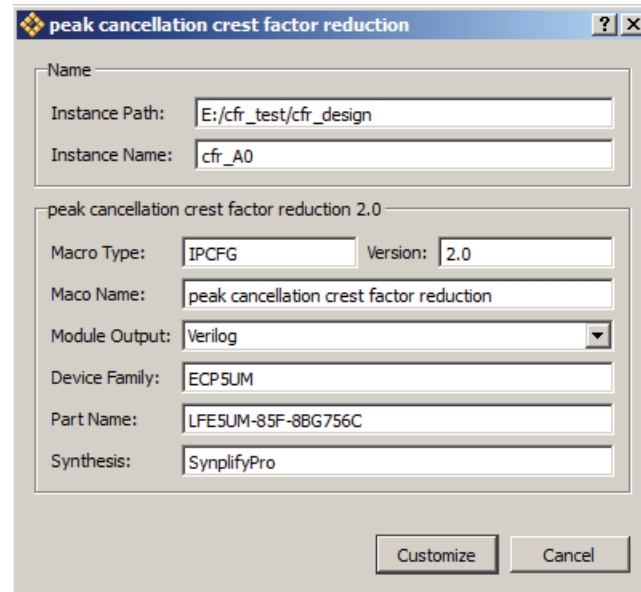 peak cancellation crest factor reduction
Name
Instance Path: E:/cfr_test/cfr_design
Instance Name: cfr_A0
peak cancellation crest factor reduction 2.0
Macro Type: IPCFG Version: 2.0
Maco Name: peak cancellation crest factor reduction
Module Output: Verilog
Device Family: ECP5UM
Part Name: LFE5UM-85F-8BG756C
Synthesis: SynplifyPro
Customize Cancel